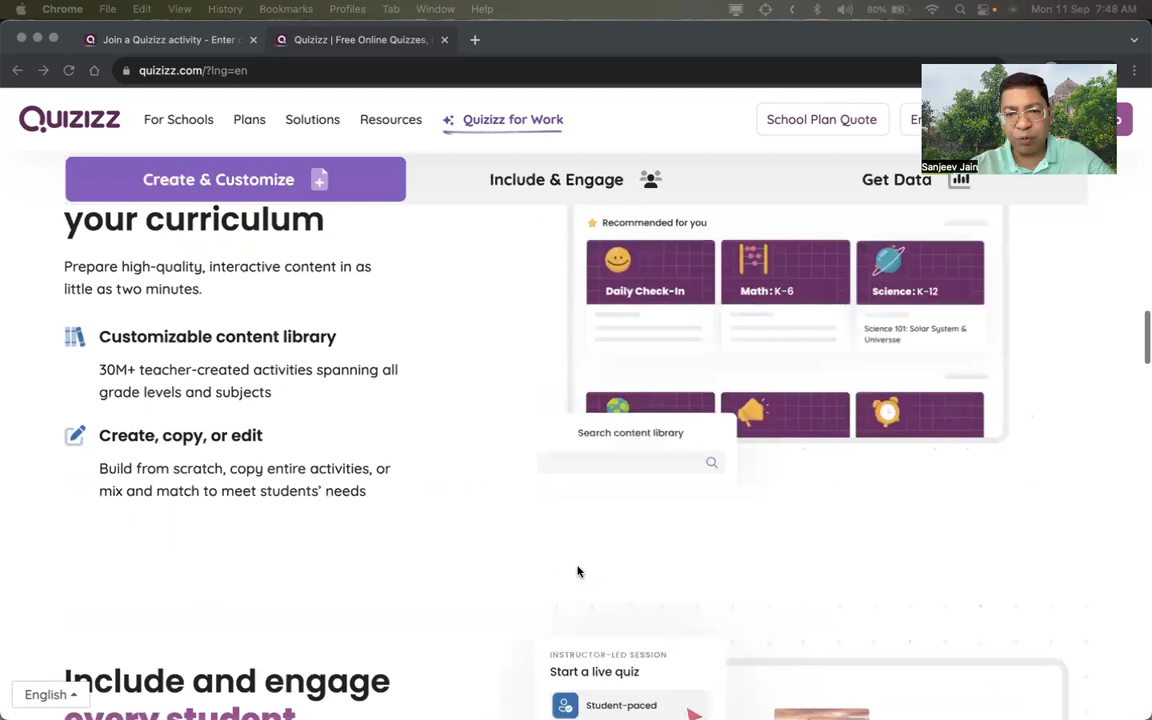 Chrome File Edit View History Bookmarks Profiles Tab Window Help
80% Mon 11 Sep 7:48 AM
Join a Quizizz activity - Enter c
Quizizz | Free Online Quizzes,
quizizz.com/?lng=en
QUIZIZZ For Schools Plans Solutions Resources Quizizz for Work School Plan Quote
Sanjeev Jain
Create & Customize Include & Engage Get Data
your curriculum
Prepare high-quality, interactive content in as
little as two minutes.
Customizable content library
30M+ teacher-created activities spanning all
grade levels and subjects
Create, copy, or edit
Build from scratch, copy entire activities, or
mix and match to meet students' needs
Recommended for you
Daily Check-In Math: K-6 Science: K-12
Science 101: Solar System &
Universse
Search content library
Include and engage
every student
INSTRUCTOR-LED SESSION
Start a live quiz
Student-paced
English